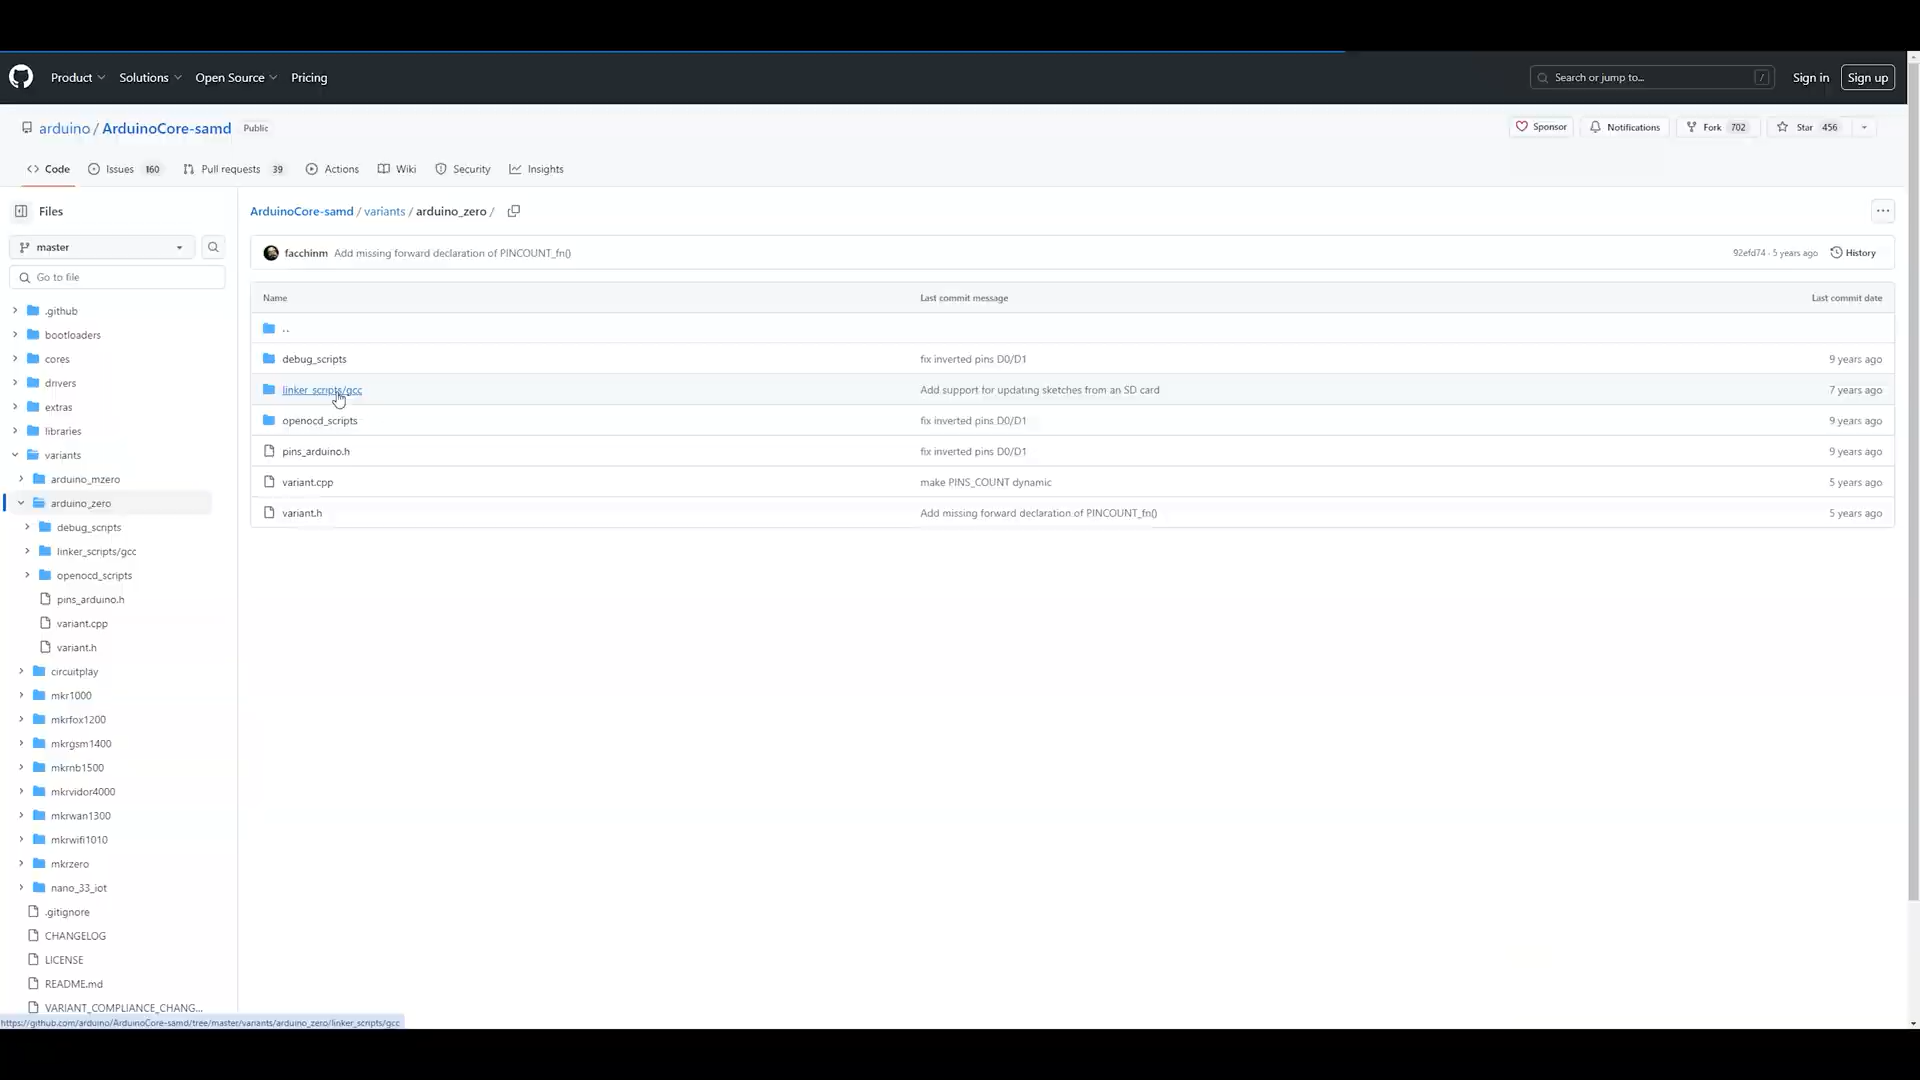 Product
Solutions
Open Source
Pricing
Search or jump to...
/
Sign in
Sign up
arduino / ArduinoCore-samd
Public
Sponsor
Notifications
Fork 702
Star 456
Code
Issues 160
Pull requests 39
Actions
Wiki
Security
Insights
Files
master
Go to file
.github
bootloaders
cores
drivers
extras
libraries
variants
arduino_mzero
arduino_zero
debug_scripts
linker_scripts/gcc
openocd_scripts
pins_arduino.h
variant.cpp
variant.h
circuitplay
mkr1000
mkrfox1200
mkrgsm1400
mkrnb1500
mkrvidor4000
mkrwan1300
mkrwifi1010
mkrzero
nano_33_iot
.gitignore
CHANGELOG
LICENSE
README.md
VARIANT_COMPLIANCE_CHANG...
ArduinoCore-samd / variants / arduino_zero /
facchinm Add missing forward declaration of PINCOUNT_fn()
92efd74 · 5 years ago
History
Name Last commit message Last commit date
..
debug_scripts fix inverted pins D0/D1 9 years ago
linker_scripts/gcc Add support for updating sketches from an SD card 7 years ago
openocd_scripts fix inverted pins D0/D1 9 years ago
pins_arduino.h fix inverted pins D0/D1 9 years ago
variant.cpp make PINS_COUNT dynamic 5 years ago
variant.h Add missing forward declaration of PINCOUNT_fn() 5 years ago
https://github.com/arduino/ArduinoCore-samd/tree/master/variants/arduino_zero/linker_scripts/gcc